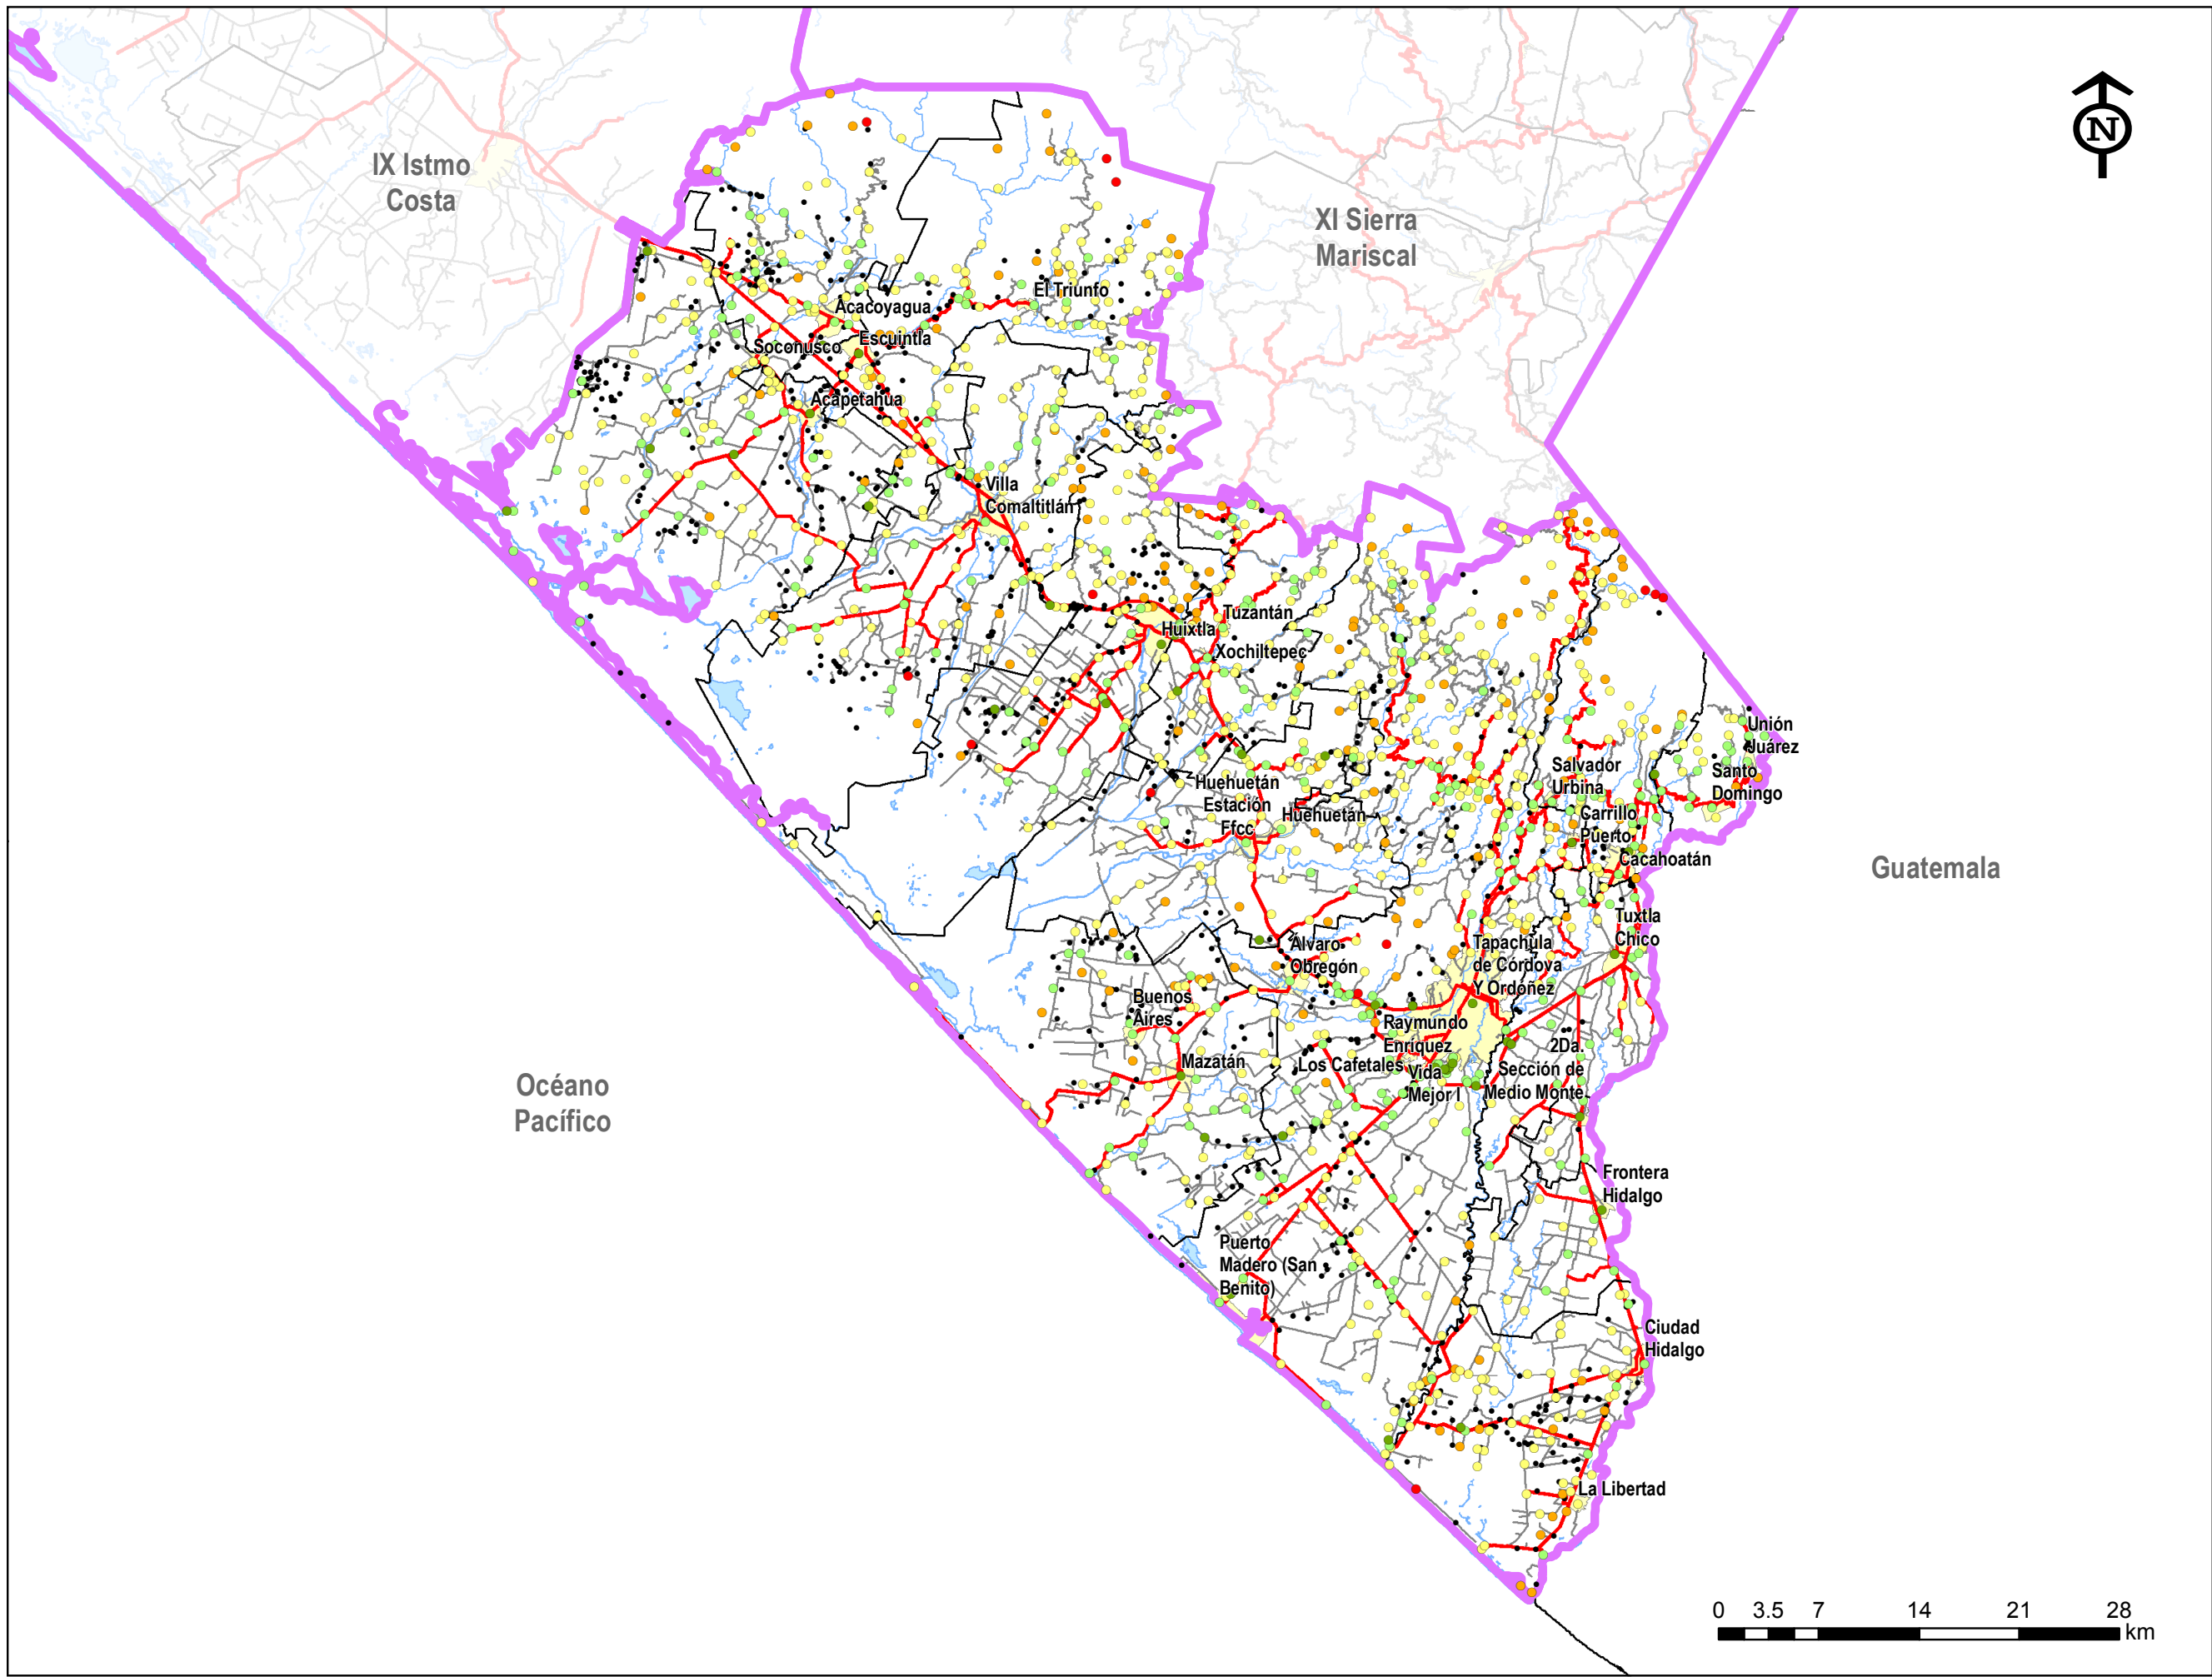 N
IX Istmo
Costa
XI Sierra
Mariscal
El Triunfo
Acacoyagua
Escuintla
Soconusco
Acapetahua
Villa
Comaltitlán
Tuzantán
Huixtla
Xochiltepec
Unión
Juárez
Santo
Domingo
Salvador
Urbina
Huehuetán
Estación
Ffcc
Huehuetán
Carrillo
Puerto
Cacahoatán
Guatemala
Tuxtla
Chico
Álvaro
Obregón
Tapachula
de Córdova
Y Ordóñez
Buenos
Aires
Raymundo
Enríquez
2Da.
Sección de
Medio Monte
Mazatán
Los Cafetales
Vida
Mejor I
Océano
Pacífico
Frontera
Hidalgo
Puerto
Madero (San
Benito)
Ciudad
Hidalgo
La Libertad
0 3.5 7 14 21 28
km